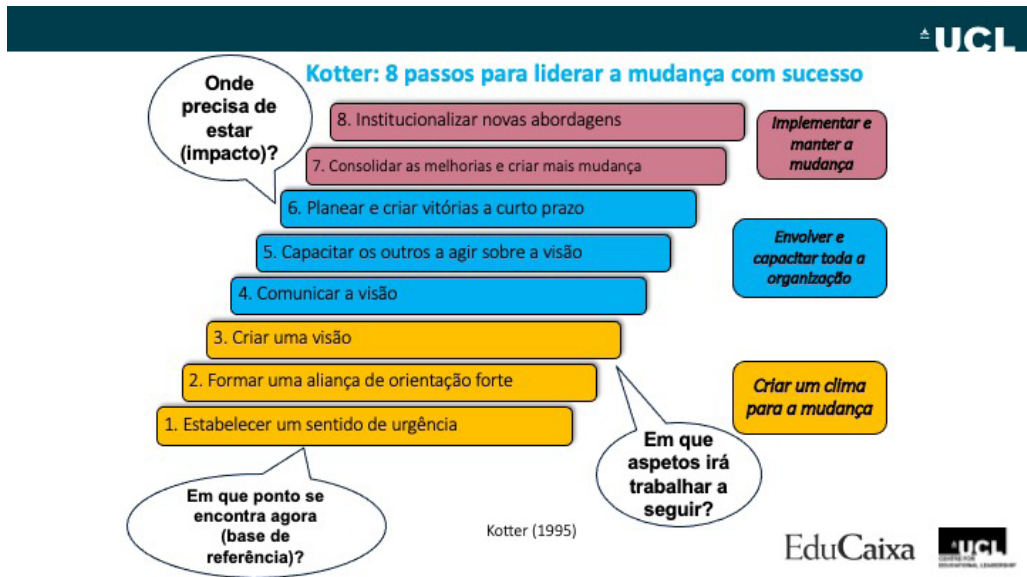 UCL
Kotter: 8 passos para liderar a mudança com sucesso
Onde
precisa de
estar
(impacto)?
8. Institucionalizar novas abordagens
7. Consolidar as melhorias e criar mais mudança
Implementar e
manter a
mudança
6. Planear e criar vitórias a curto prazo
5. Capacitar os outros a agir sobre a visão
4. Comunicar a visão
Envolver e
capacitar toda a
organização
3. Criar uma visão
2. Formar uma aliança de orientação forte
1. Estabelecer um sentido de urgência
Criar um clima
para a mudança
Em que ponto se
encontra agora
(base de
referência)?
Em que
aspetos irá
trabalhar a
seguir?
Kotter (1995)
EduCaixa
UCL
CENTRE FOR
EDUCATIONAL LEADERSHIP